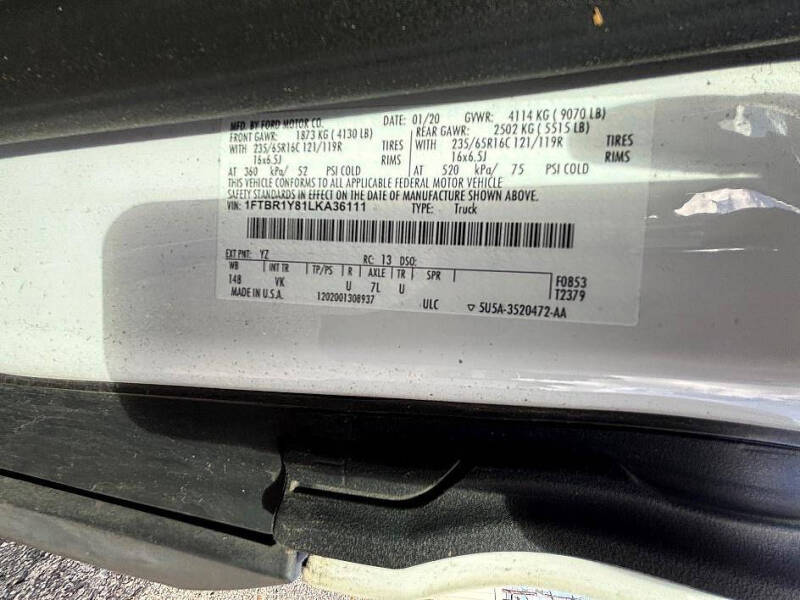 MFD. BY FORD MOTOR CO. DATE: 01/20 GVWR: 4114 KG ( 9070 LB)
FRONT GAWR: 1873 KG ( 4130 LB) REAR GAWR: 2502 KG ( 5515 LB)
WITH 235/65R16C 121/119R TIRES 235/65R16C 121/119R TIRES
16x6.5J RIMS 16x6.5J RIMS
AT 360 kPa/ 52 PSI COLD AT 520 kPa/ 75 PSI COLD
THIS VEHICLE CONFORMS TO ALL APPLICABLE FEDERAL MOTOR VEHICLE
SAFETY STANDARDS IN EFFECT ON THE DATE OF MANUFACTURE SHOWN ABOVE.
VIN: 1FTBR1Y81LKA36111 TYPE: Truck
EXT PNT: YZ RC: 13 DSO:
WB INT TR TP/PS R AXLE TR SPR F0853
148 VK U 7L U T2379
MADE IN U.S.A. 1202001308937 ULC ▽ 5U5A-3520472-AA